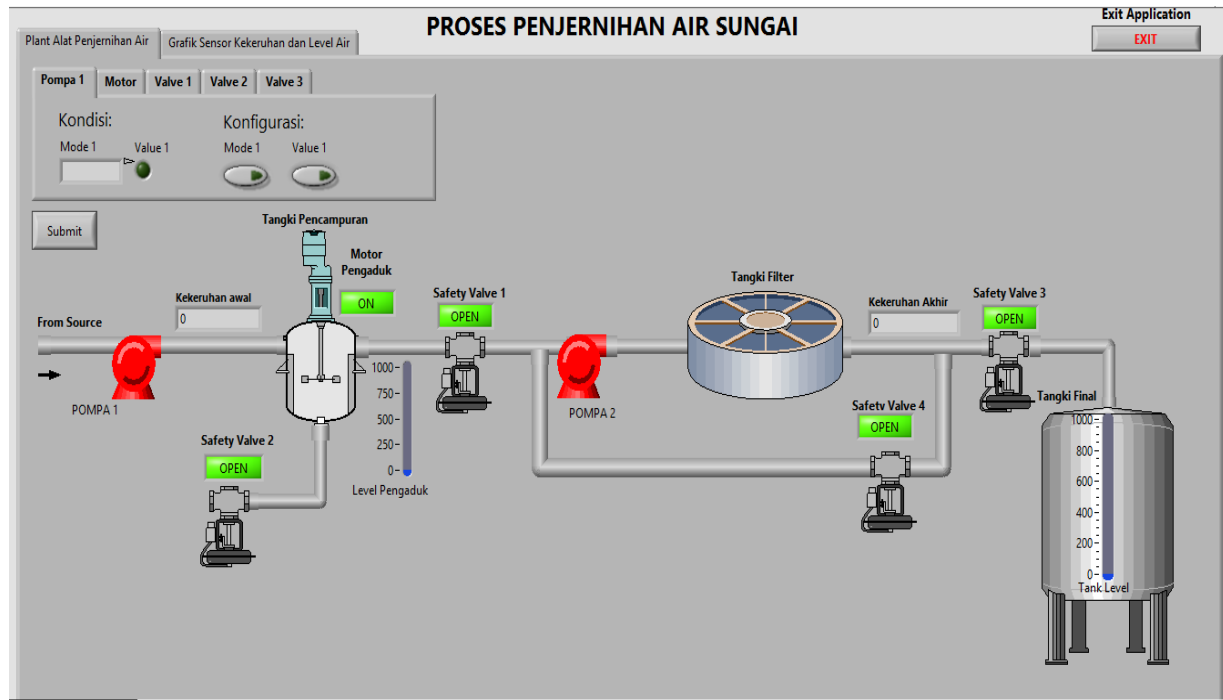 PROSES PENJERNIHAN AIR SUNGAI
Exit Application
EXIT
Plant Alat Penjernihan Air
Grafik Sensor Kekeruhan dan Level Air
Pompa 1
Motor
Valve 1
Valve 2
Valve 3
Kondisi:
Konfigurasi:
Mode 1
Value 1
Mode 1
Value 1
Submit
Tangki Pencampuran
Motor
Pengaduk
ON
Kekeruhan awal
0
From Source
POMPA 1
Safety Valve 1
OPEN
Safety Valve 2
OPEN
1000
750
500
250
0
Level Pengaduk
POMPA 2
Tangki Filter
Kekeruhan Akhir
0
Safety Valve 3
OPEN
Safety Valve 4
OPEN
Tangki Final
1000
800
600
400
200
0
Tank Level